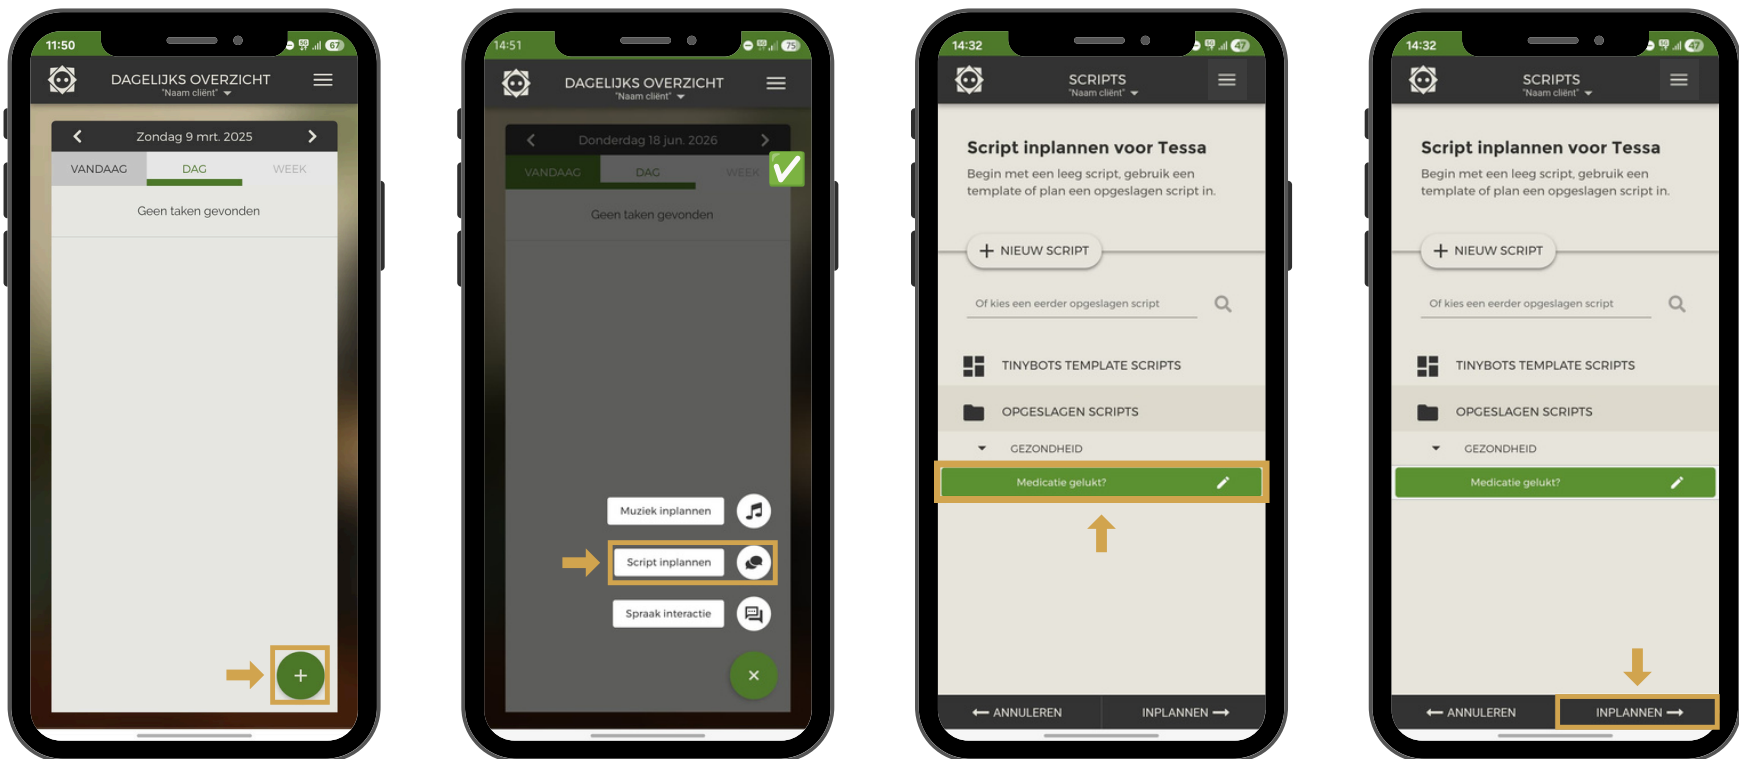 11:50
67
DAGELIJKS OVERZICHT
"Naam cliënt"
Zondag 9 mrt. 2025
VANDAAG DAG WEEK
Geen taken gevonden
+
14:51
75
DAGELIJKS OVERZICHT
"Naam cliënt"
Donderdag 18 jun. 2026
VANDAAG DAG WEEK
Geen taken gevonden
Muziek inplannen
Script inplannen
Spraak interactie
×
14:32
47
SCRIPTS
"Naam cliënt"
Script inplannen voor Tessa
Begin met een leeg script, gebruik een
template of plan een opgeslagen script in.
+ NIEUW SCRIPT
Of kies een eerder opgeslagen script
TINYBOTS TEMPLATE SCRIPTS
OPGESLAGEN SCRIPTS
GEZONDHEID
Medicatie gelukt?
← ANNULEREN INPLANNEN →
14:32
47
SCRIPTS
"Naam cliënt"
Script inplannen voor Tessa
Begin met een leeg script, gebruik een
template of plan een opgeslagen script in.
+ NIEUW SCRIPT
Of kies een eerder opgeslagen script
TINYBOTS TEMPLATE SCRIPTS
OPGESLAGEN SCRIPTS
GEZONDHEID
Medicatie gelukt?
← ANNULEREN INPLANNEN →